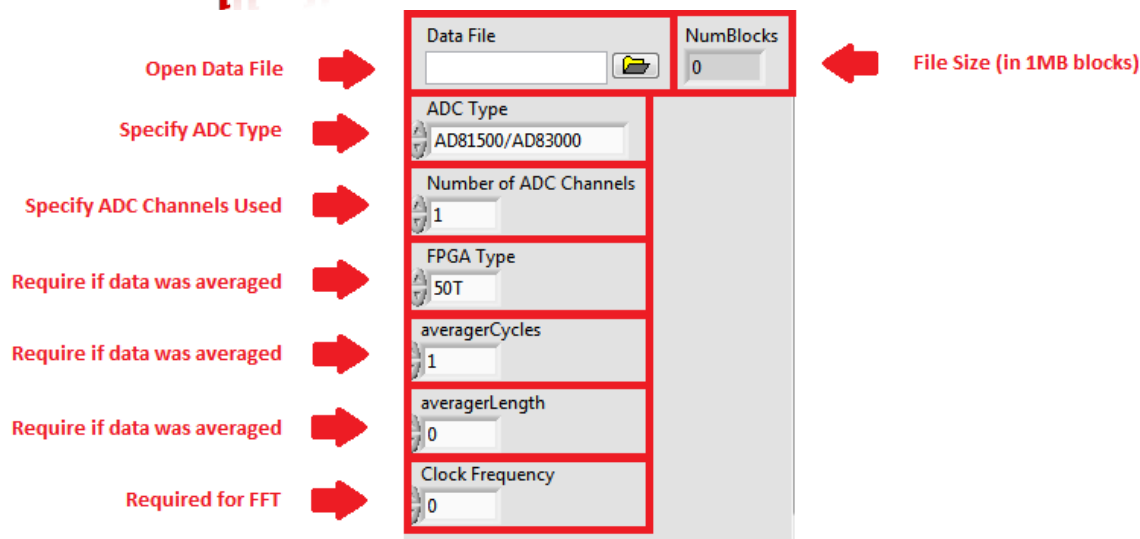 Data File
NumBlocks
Open Data File
0
File Size (in 1MB blocks)
ADC Type
Specify ADC Type
AD81500/AD83000
Number of ADC Channels
Specify ADC Channels Used
1
FPGA Type
Require if data was averaged
50T
averagerCycles
Require if data was averaged
1
averagerLength
Require if data was averaged
0
Clock Frequency
Required for FFT
0